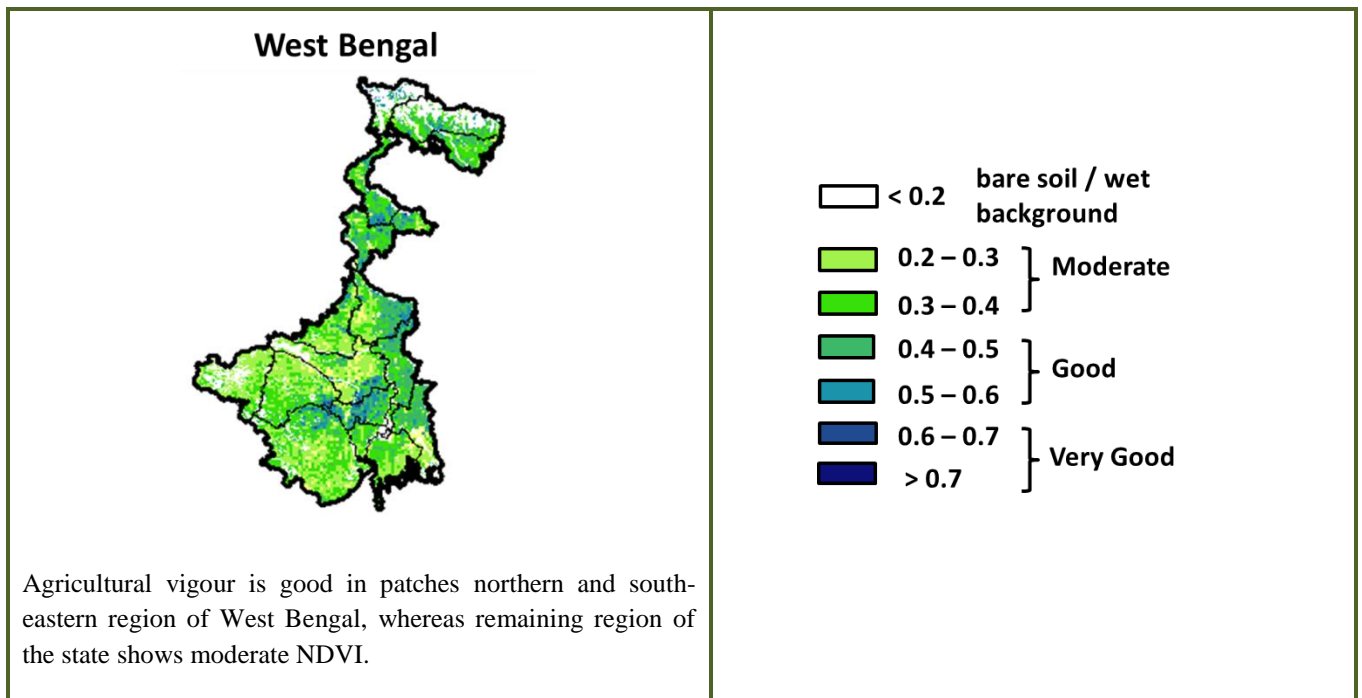 West Bengal
Agricultural vigour is good in patches northern and south-
eastern region of West Bengal, whereas remaining region of
the state shows moderate NDVI.
< 0.2 bare soil / wet
background
0.2 – 0.3
Moderate
0.3 – 0.4
0.4 – 0.5
Good
0.5 – 0.6
0.6 – 0.7
Very Good
> 0.7